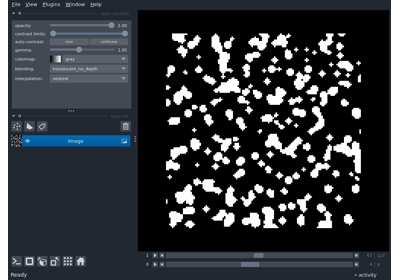 File View Plugins Window Help
opacity: 1.00
contrast limits:
auto-contrast: once continuous
gamma: 1.00
colormap: gray
blending: translucent_no_depth
interpolation: nearest
Image
1
0
Ready
activity